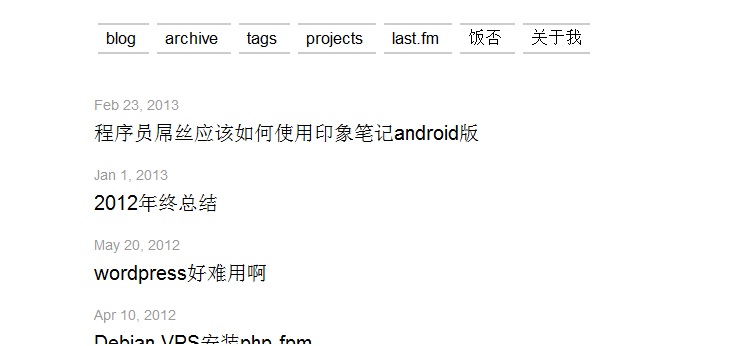 blog archive tags projects last.fm 饭否 关于我
Feb 23, 2013
程序员屌丝应该如何使用印象笔记android版
Jan 1, 2013
2012年终总结
May 20, 2012
wordpress好难用啊
Apr 10, 2012
Debian VPS安装php-fpm